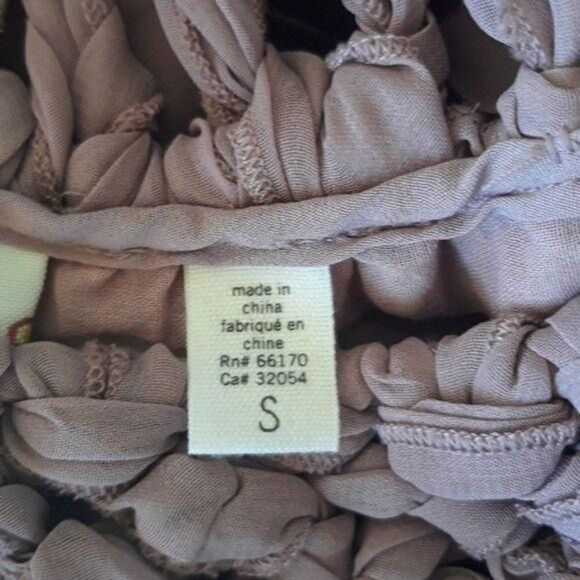 made in
china
fabriqué en
chine
Rn# 66170
Ca# 32054
S